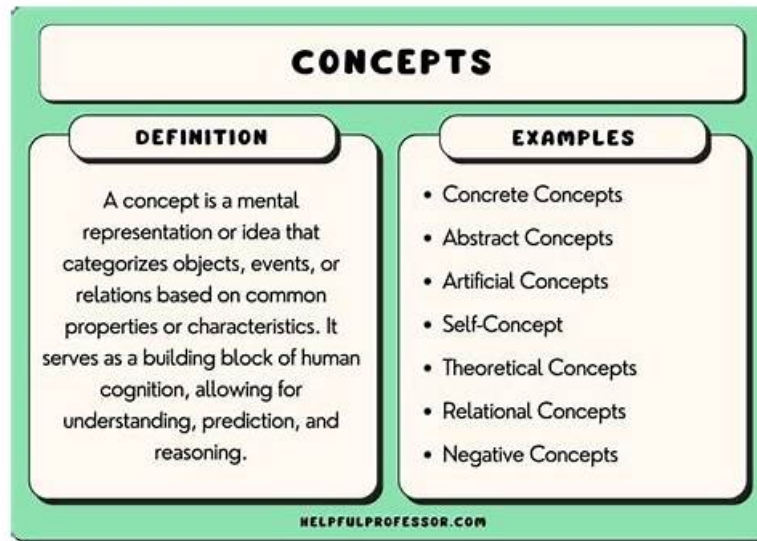 CONCEPTS
DEFINITION
A concept is a mental
representation or idea that
categorizes objects, events, or
relations based on common
properties or characteristics. It
serves as a building block of human
cognition, allowing for
understanding, prediction, and
reasoning.
EXAMPLES
• Concrete Concepts
• Abstract Concepts
• Artificial Concepts
• Self-Concept
• Theoretical Concepts
• Relational Concepts
• Negative Concepts
HELPFULPROFESSOR.COM